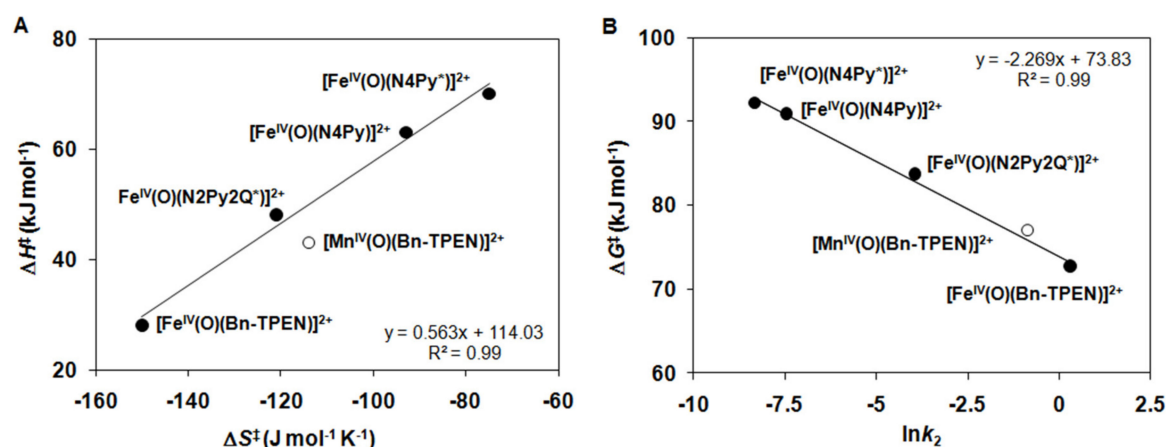 A
80
60
40
20
-160
-140
-120
-100
-80
-60
ΔH‡ (kJ mol⁻¹)
ΔS‡ (J mol⁻¹ K⁻¹)
[Feᴵⱽ(O)(N4Py*)]²⁺
[Feᴵⱽ(O)(N4Py)]²⁺
Feᴵⱽ(O)(N2Py2Q*)]²⁺
[Mnᴵⱽ(O)(Bn-TPEN)]²⁺
[Feᴵⱽ(O)(Bn-TPEN)]²⁺
y = 0.563x + 114.03
R² = 0.99
B
100
90
80
70
60
-10
-7.5
-5
-2.5
0
2.5
ΔG‡ (kJ mol⁻¹)
lnk₂
y = -2.269x + 73.83
R² = 0.99
[Feᴵⱽ(O)(N4Py*)]²⁺
[Feᴵⱽ(O)(N4Py)]²⁺
[Feᴵⱽ(O)(N2Py2Q*)]²⁺
[Mnᴵⱽ(O)(Bn-TPEN)]²⁺
[Feᴵⱽ(O)(Bn-TPEN)]²⁺